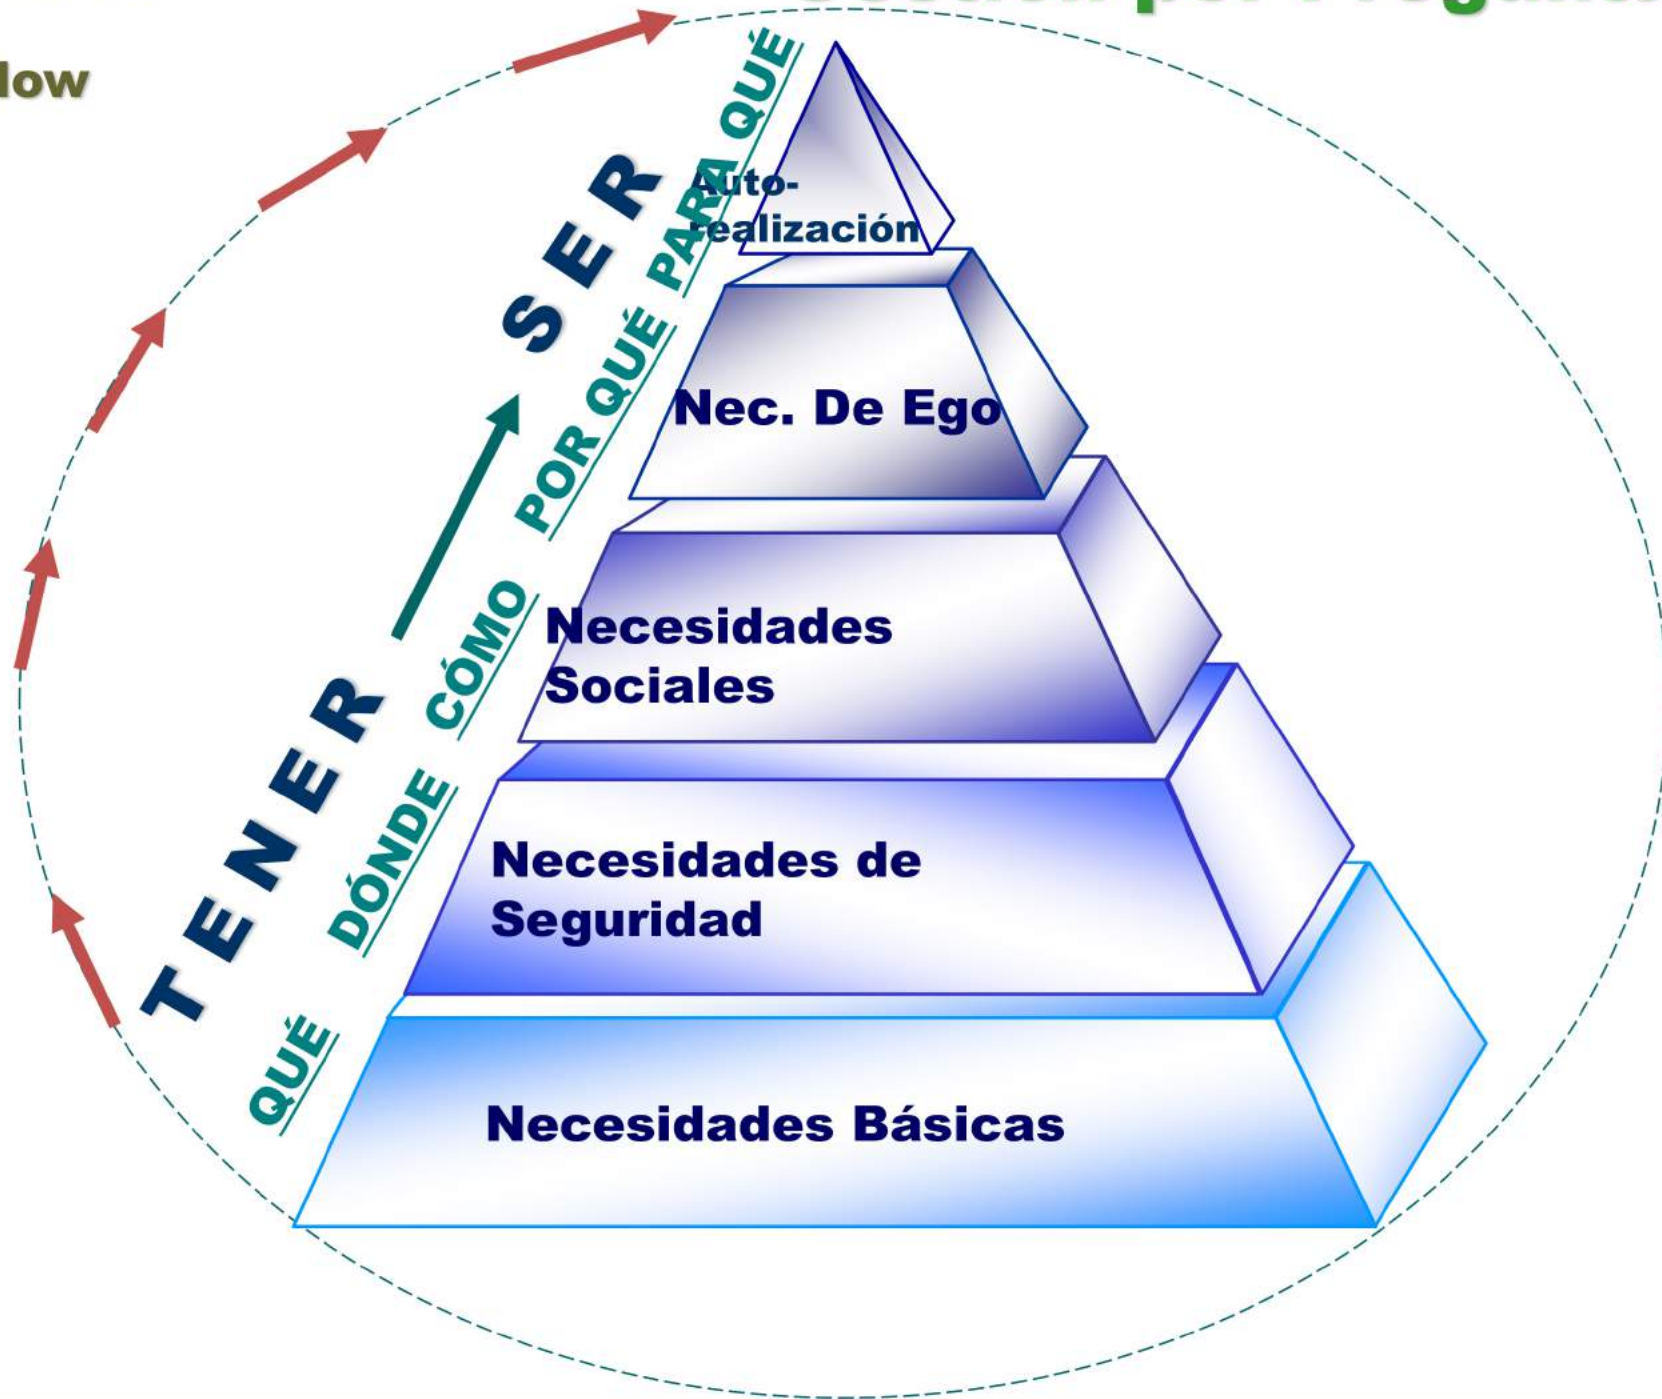 low
PARA QUÉ
Auto-
realización
SER
POR QUÉ
Nec. De Ego
CÓMO
Necesidades
Sociales
TENER
DÓNDE
Necesidades de
Seguridad
QUÉ
Necesidades Básicas